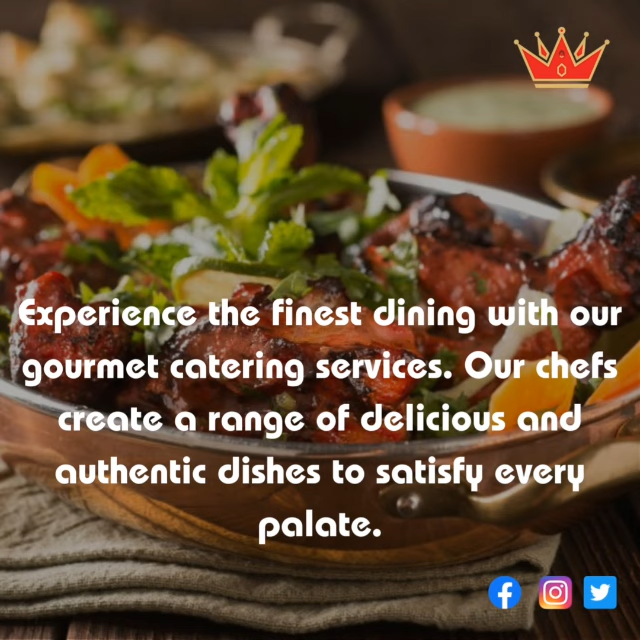 Experience the finest dining with our
gourmet catering services. Our chefs
create a range of delicious and
authentic dishes to satisfy every
palate.